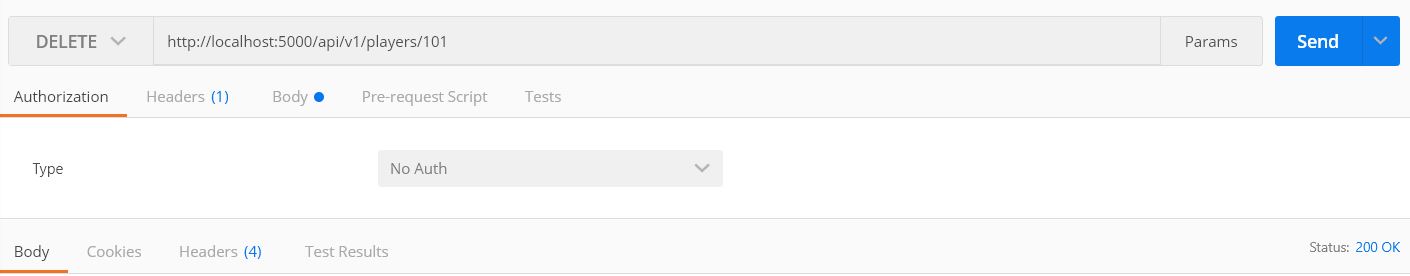 DELETE http://localhost:5000/api/v1/players/101 Params Send
Authorization Headers (1) Body Pre-request Script Tests
Type No Auth
Body Cookies Headers (4) Test Results Status: 200 OK